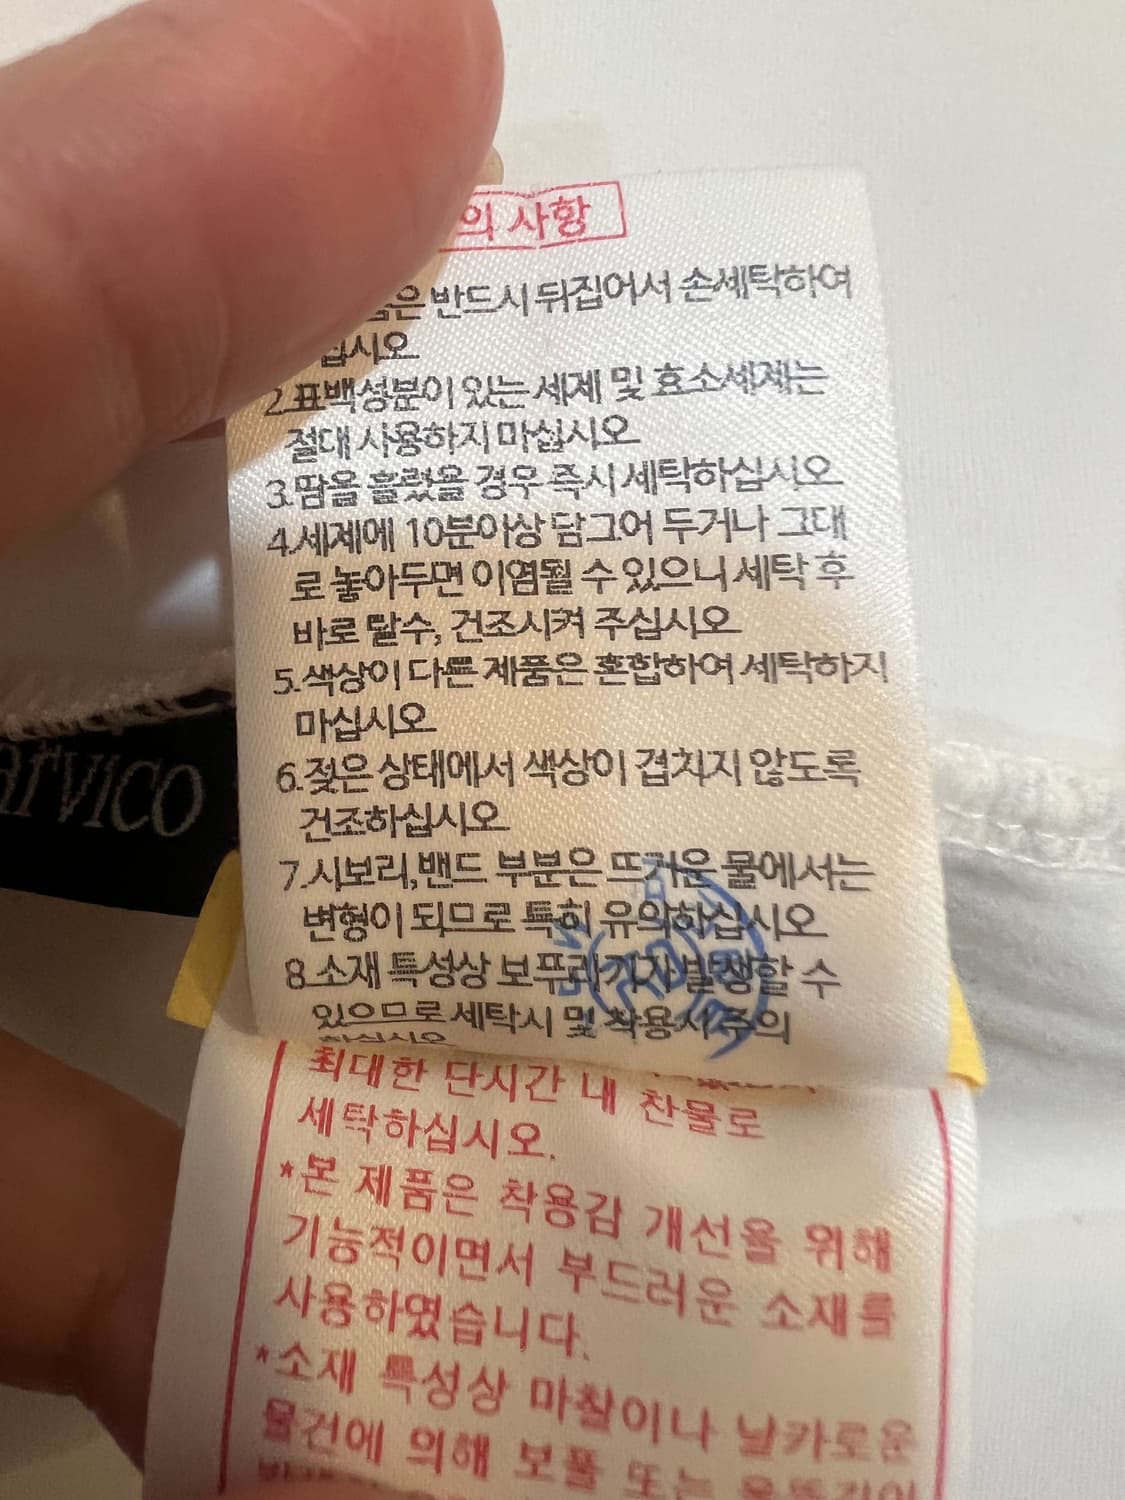 의 사항
은 반드시 뒤집어서 손세탁하여
십시오
2.표백성분이 있는 세제 및 효소세제는
절대 사용하지 마십시오
3.땀을 흘렸을 경우 즉시 세탁하십시오
4.세제에 10분이상 담그어 두거나 그대
로 놓아두면 이염될 수 있으니 세탁 후
바로 탈수, 건조시켜 주십시오
5.색상이 다른 제품은 혼합하여 세탁하지
마십시오
6.젖은 상태에서 색상이 겹치지 않도록
건조하십시오
7.시보리,밴드 부분은 뜨거운 물에서는
변형이 되므로 특히 유의하십시오
8.소재 특성상 보푸라기가 발생할 수
있으므로 세탁시 및 착용시 주의
하십시오
최대한 단시간 내 찬물로
세탁하십시오.
*본 제품은 착용감 개선을 위해
기능적이면서 부드러운 소재를
사용하였습니다.
*소재 특성상 마찰이나 날카로운
물건에 의해 보풀 또는
arvico